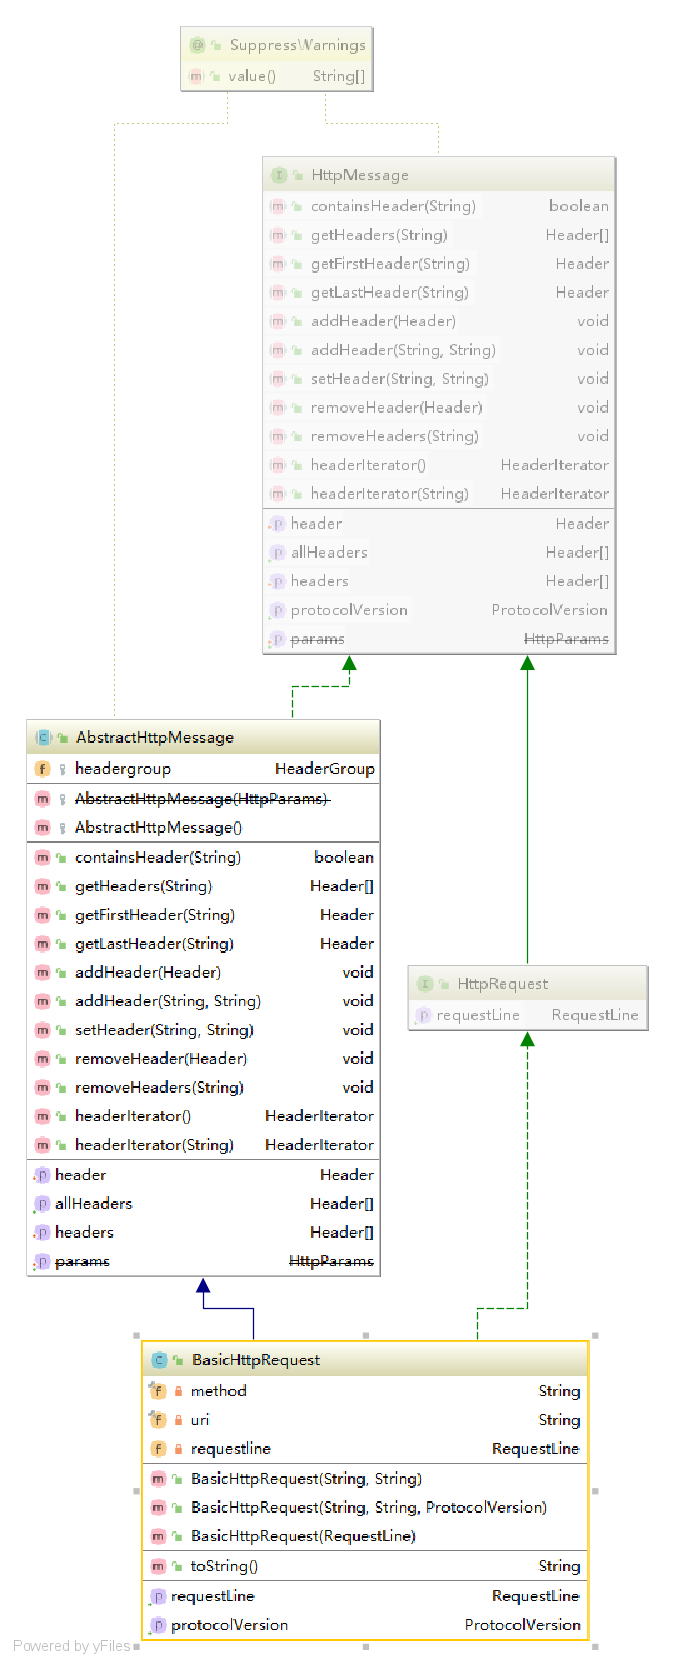 SuppressWarnings
value() String[]
HttpMessage
containsHeader(String) boolean
getHeaders(String) Header[]
getFirstHeader(String) Header
getLastHeader(String) Header
addHeader(Header) void
addHeader(String, String) void
setHeader(String, String) void
removeHeader(Header) void
removeHeaders(String) void
headerIterator() HeaderIterator
headerIterator(String) HeaderIterator
header Header
allHeaders Header[]
headers Header[]
protocolVersion ProtocolVersion
params HttpParams
AbstractHttpMessage
headergroup HeaderGroup
AbstractHttpMessage(HttpParams)
AbstractHttpMessage()
containsHeader(String) boolean
getHeaders(String) Header[]
getFirstHeader(String) Header
getLastHeader(String) Header
addHeader(Header) void
addHeader(String, String) void
setHeader(String, String) void
removeHeader(Header) void
removeHeaders(String) void
headerIterator() HeaderIterator
headerIterator(String) HeaderIterator
header Header
allHeaders Header[]
headers Header[]
params HttpParams
HttpRequest
requestLine RequestLine
BasicHttpRequest
method String
uri String
requestline RequestLine
BasicHttpRequest(String, String)
BasicHttpRequest(String, String, ProtocolVersion)
BasicHttpRequest(RequestLine)
toString() String
requestLine RequestLine
protocolVersion ProtocolVersion
Powered by yFiles